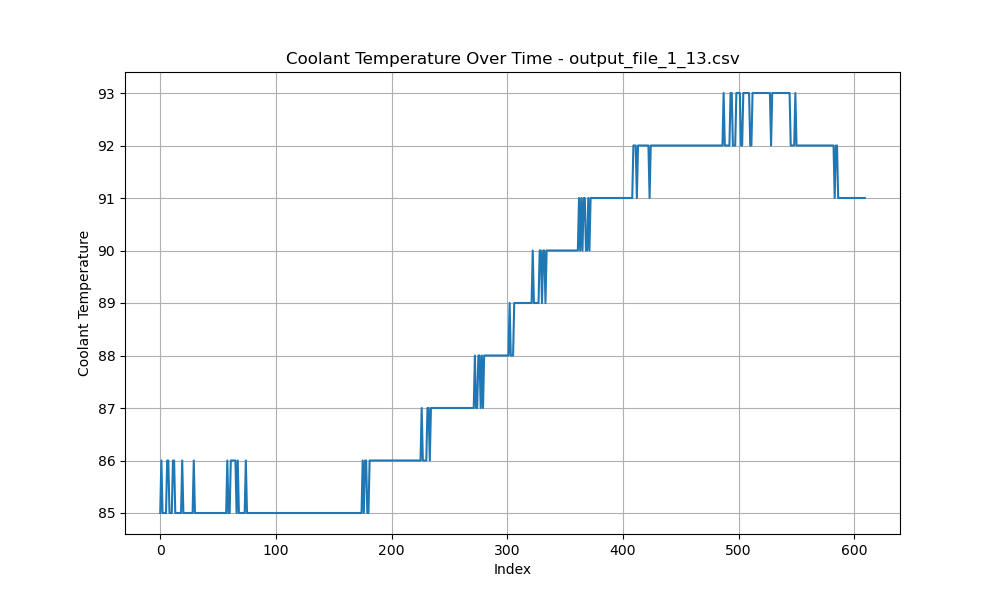 Coolant Temperature Over Time - output_file_1_13.csv
93
92
91
90
89
88
87
86
85
Coolant Temperature
0 100 200 300 400 500 600
Index